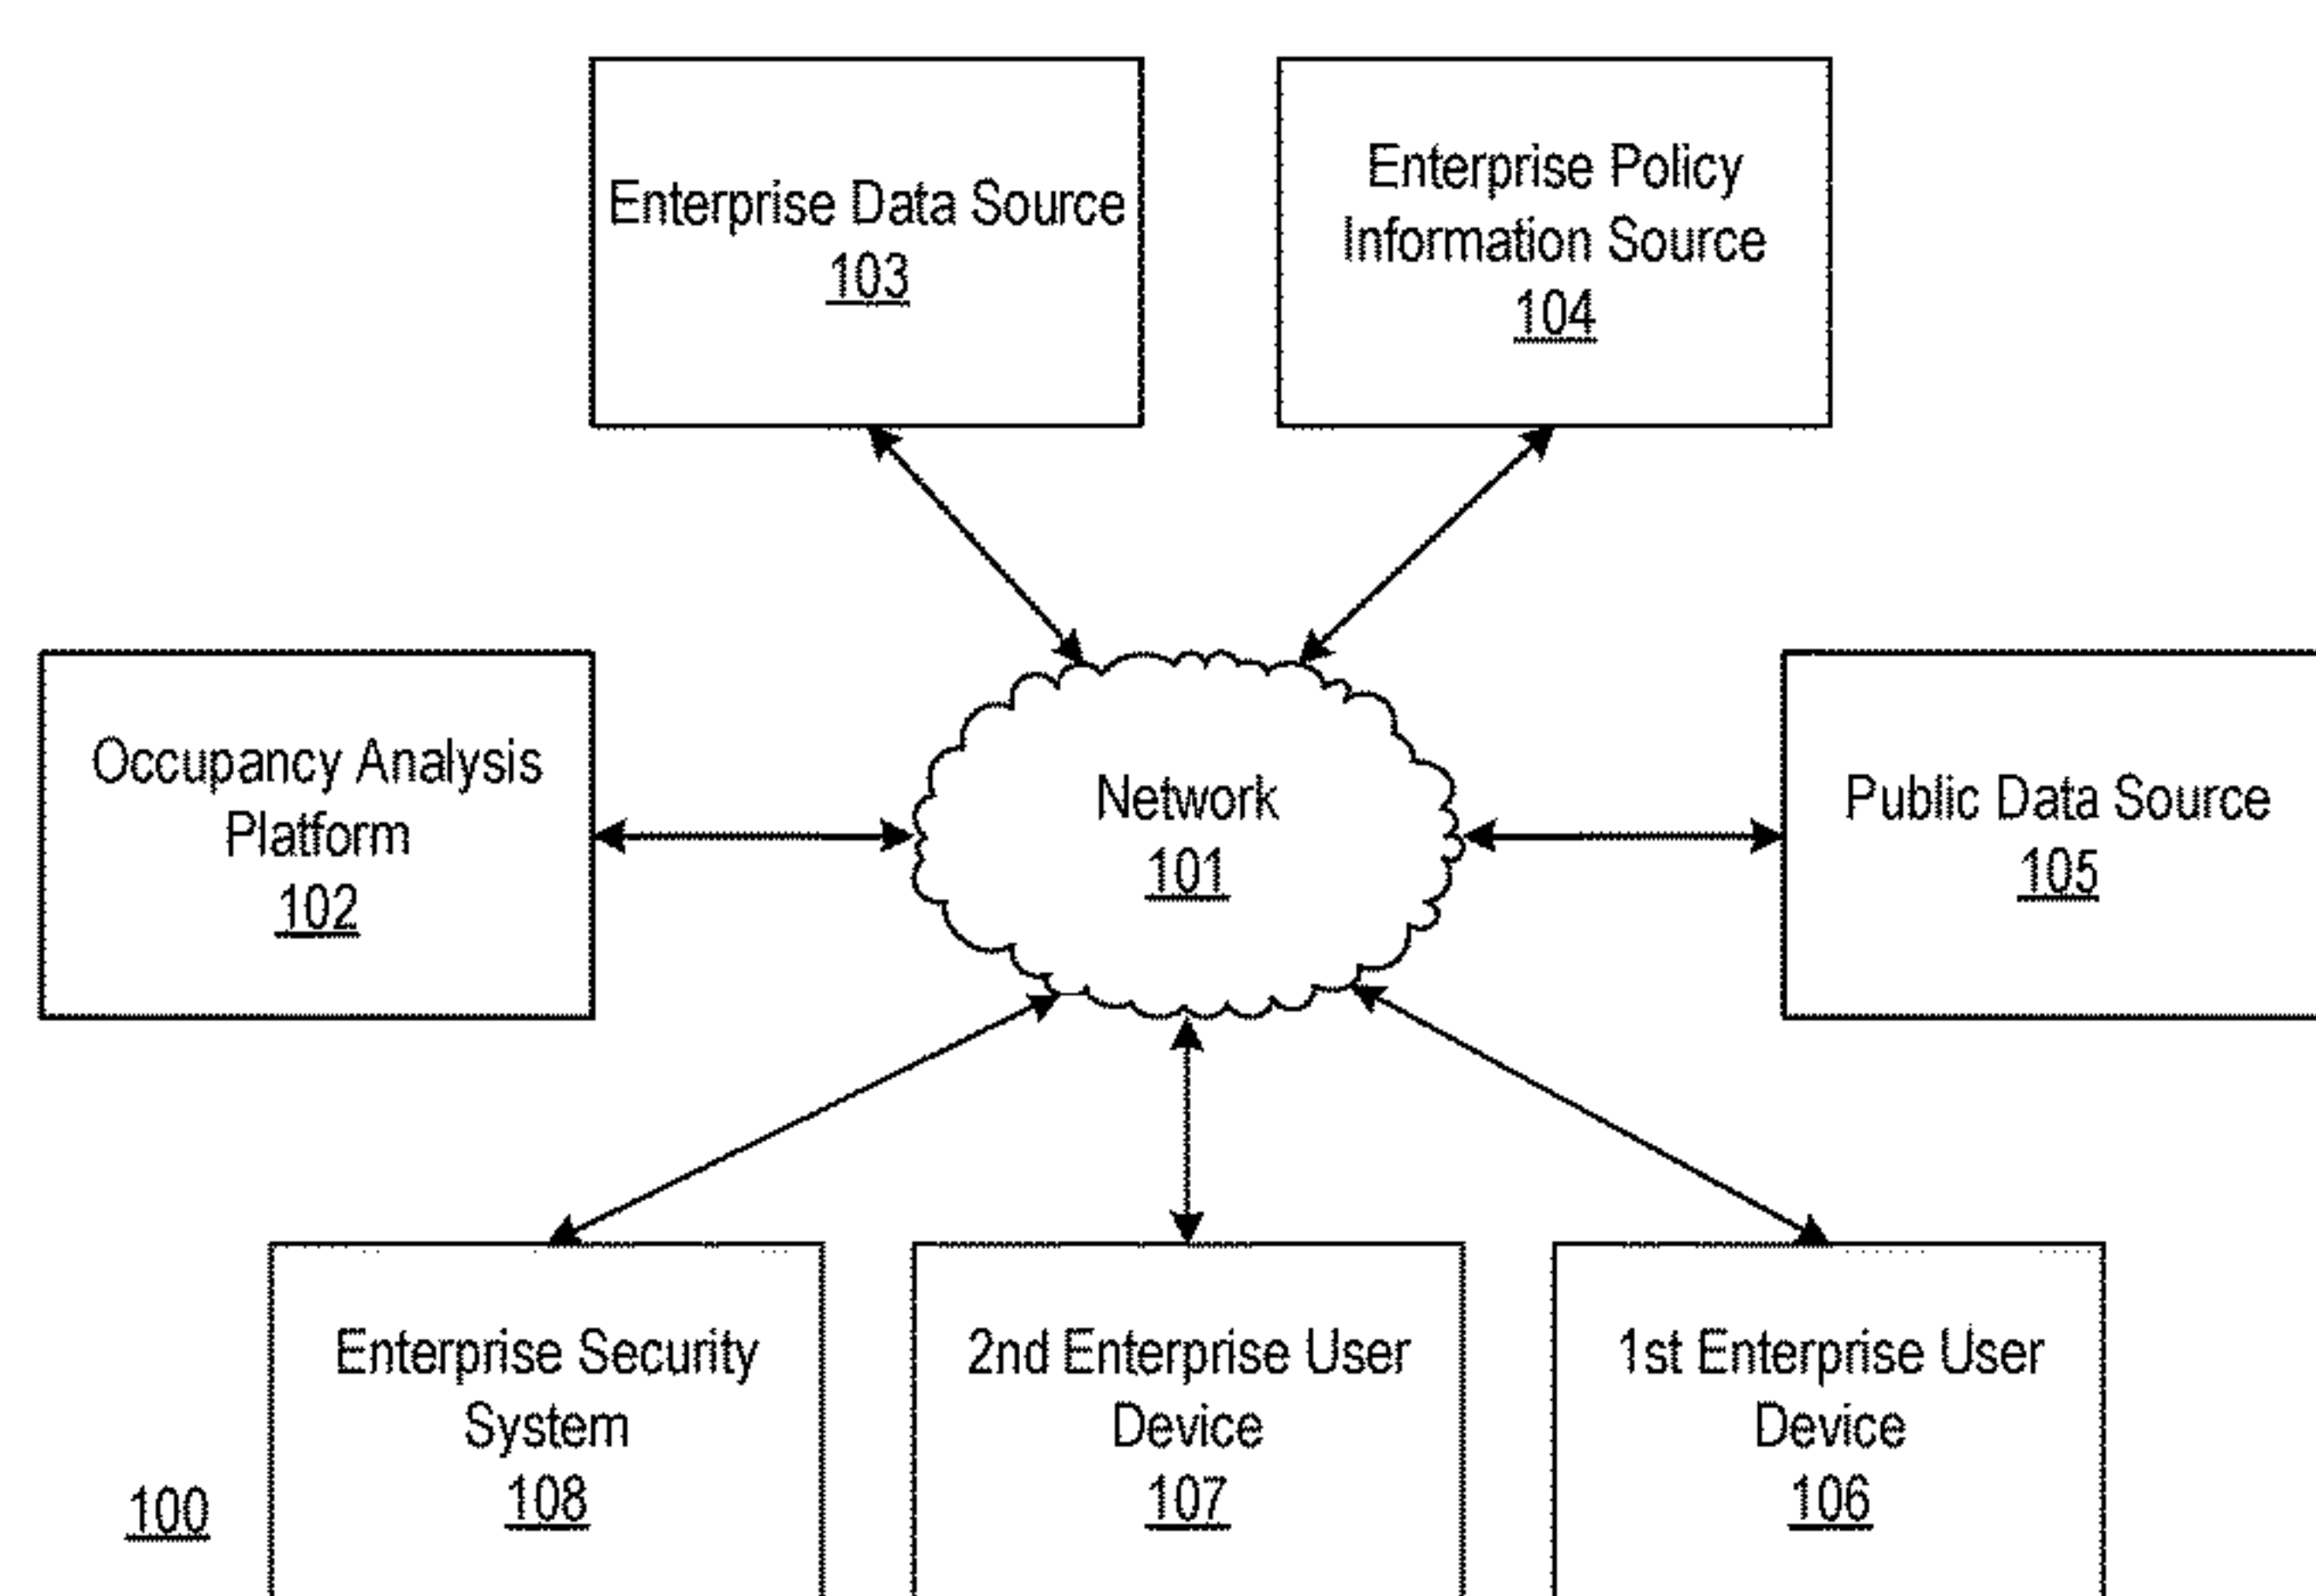 Enterprise Data Source
103
Enterprise Policy
Information Source
104
Occupancy Analysis
Platform
102
Network
101
Public Data Source
105
Enterprise Security
System
108
2nd Enterprise User
Device
107
1st Enterprise User
Device
106
100